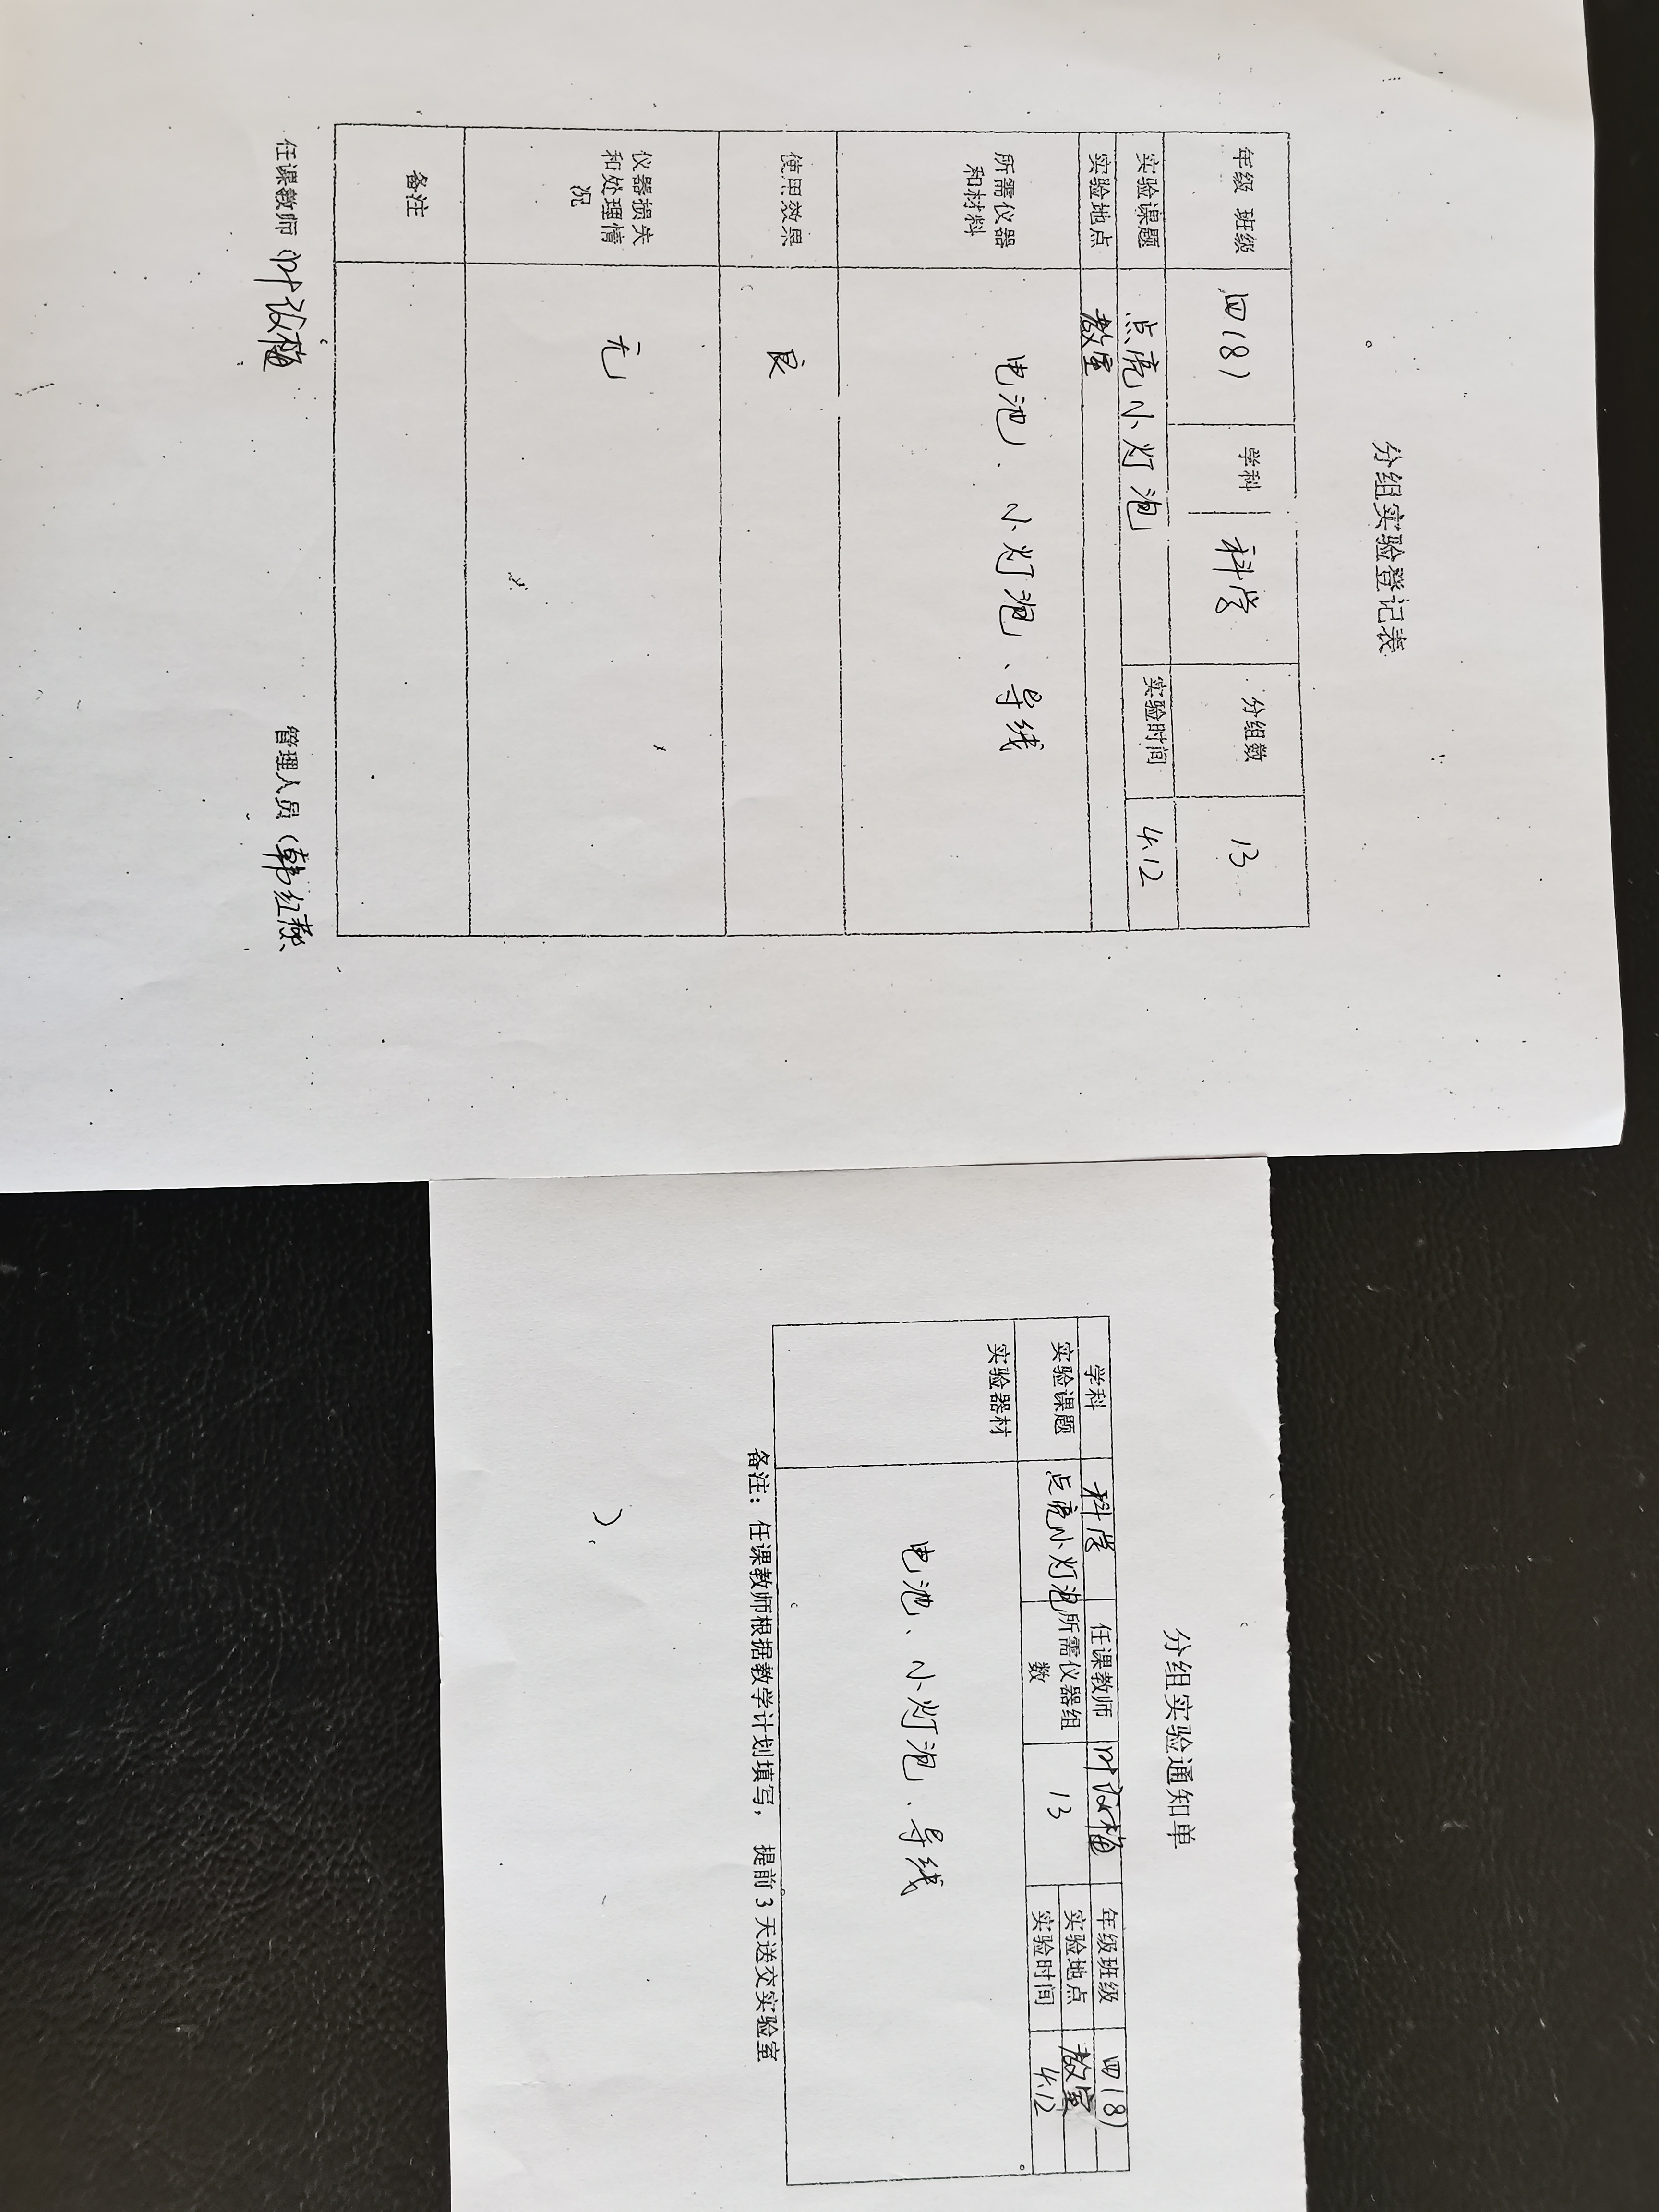 分组实验登记表
年级 班级 四(8) 学科 科学 分组数 13
实验课题 点亮小灯泡 实验时间 4.12
实验地点 教室
所需仪器
和材料
电池、小灯泡、导线
使用效果 良
仪器损失
和处理情
况
无
备注
任课教师 管理人员 (韩红燕
分组实验通知单
学科 科学 任课教师 年级班级 四(8)
实验课题 点亮小灯泡 所需仪器组
数
13 实验地点 教室
实验时间 4.12
实验器材 电池、小灯泡、导线
备注：任课教师根据教学计划填写， 提前3天送交实验室